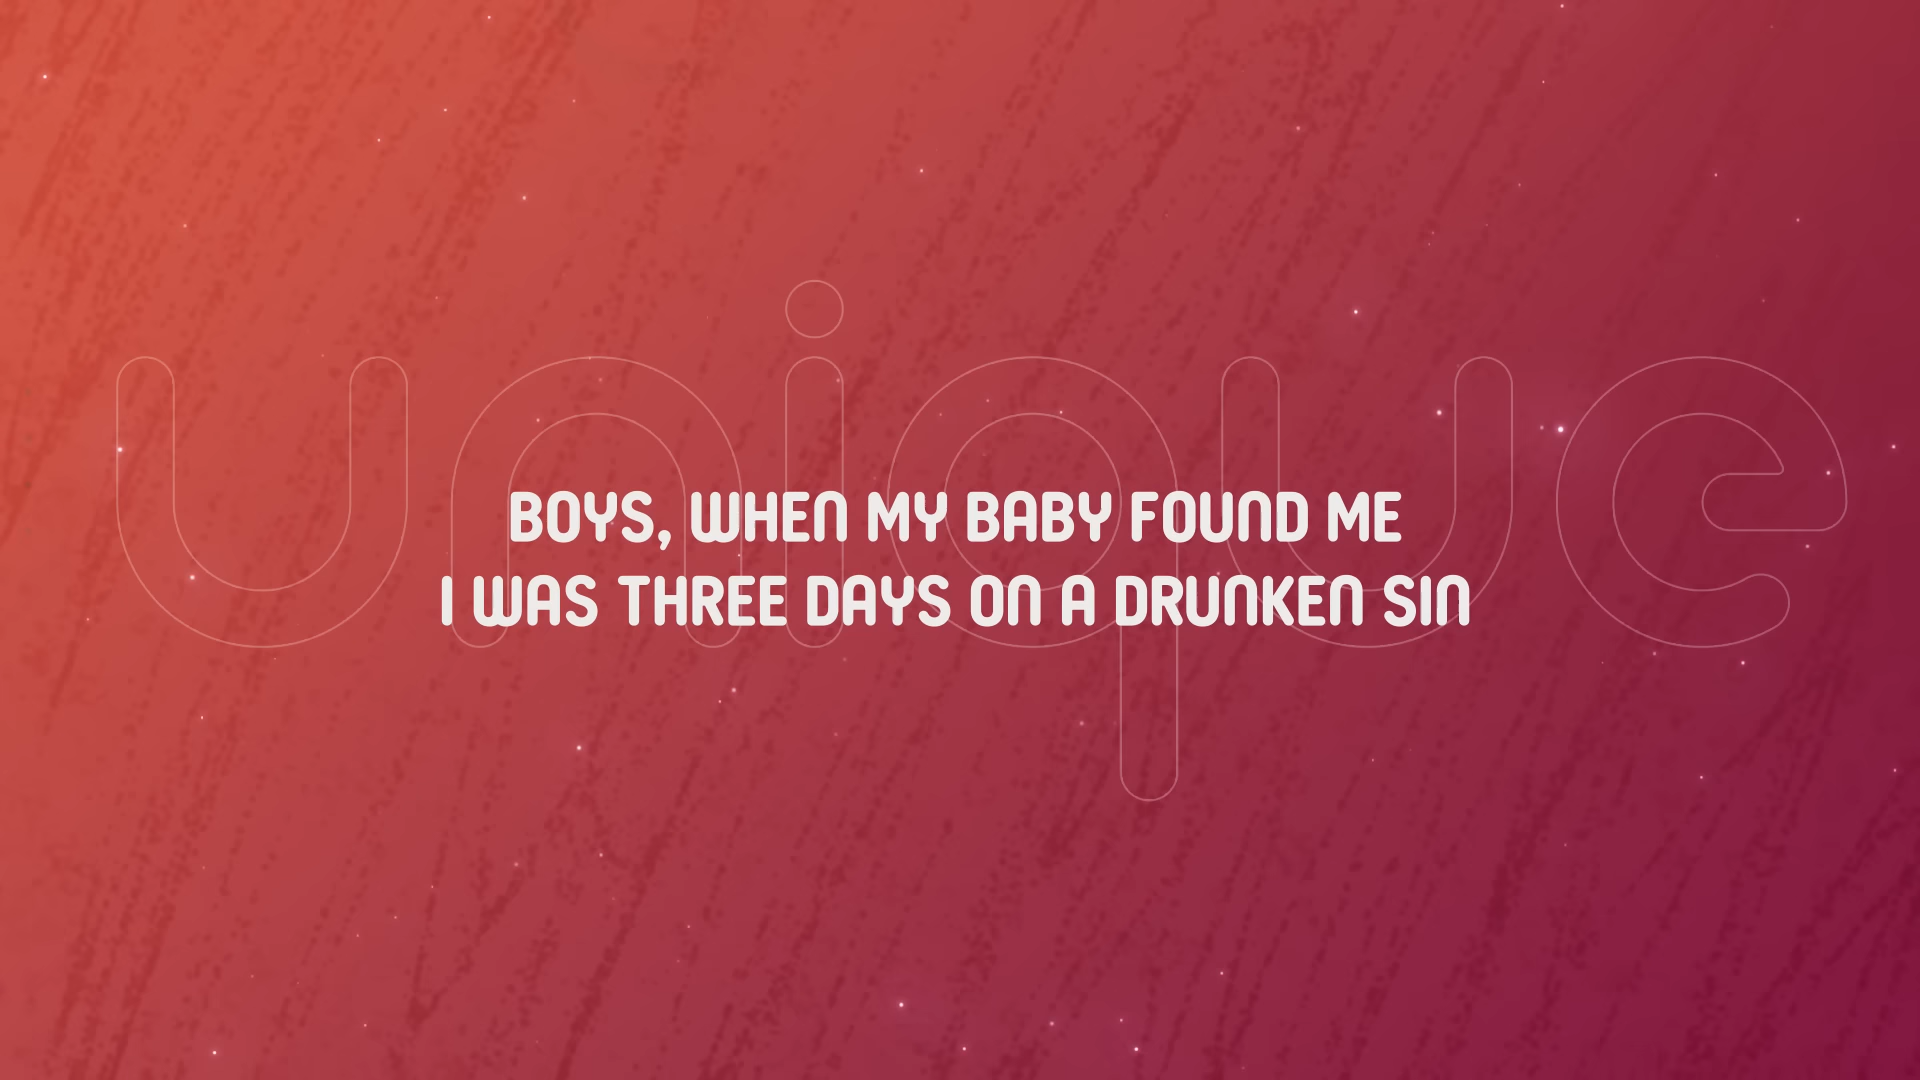 unique
BOYS, WHEN MY BABY FOUND ME
I WAS THREE DAYS ON A DRUNKEN SIN